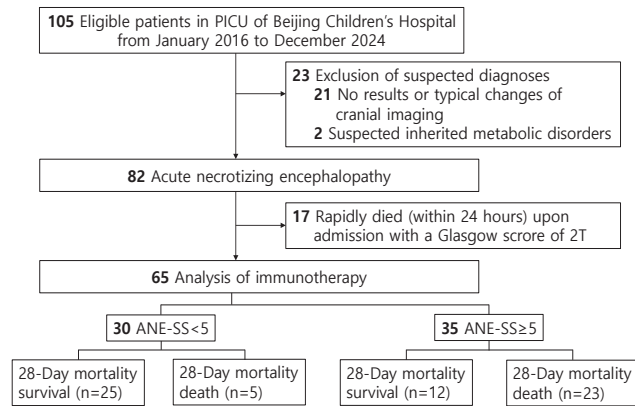 105 Eligible patients in PICU of Beijing Children's Hospital
from January 2016 to December 2024
23 Exclusion of suspected diagnoses
21 No results or typical changes of
cranial imaging
2 Suspected inherited metabolic disorders
82 Acute necrotizing encephalopathy
17 Rapidly died (within 24 hours) upon
admission with a Glasgow scrore of 2T
65 Analysis of immunotherapy
30 ANE-SS<5
35 ANE-SS≥5
28-Day mortality
survival (n=25)
28-Day mortality
death (n=5)
28-Day mortality
survival (n=12)
28-Day mortality
death (n=23)